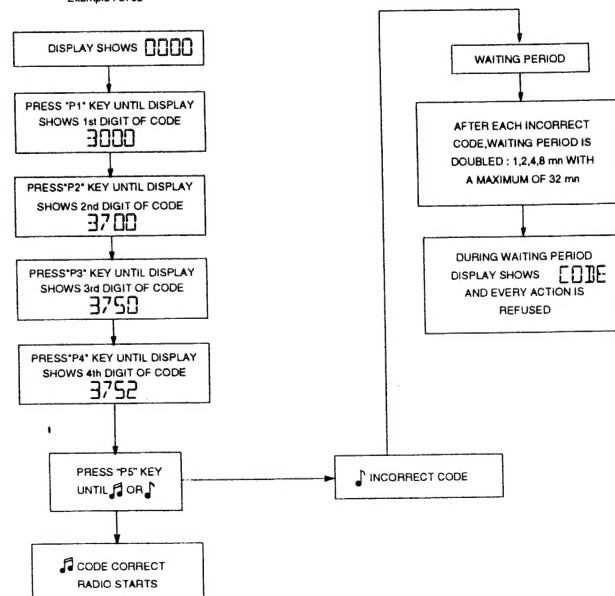 DISPLAY SHOWS 0000
PRESS "P1" KEY UNTIL DISPLAY
SHOWS 1st DIGIT OF CODE
3000
PRESS"P2" KEY UNTIL DISPLAY
SHOWS 2nd DIGIT OF CODE
3700
PRESS"P3" KEY UNTIL DISPLAY
SHOWS 3rd DIGIT OF CODE
3750
PRESS"P4" KEY UNTIL DISPLAY
SHOWS 4th DIGIT OF CODE
3752
PRESS "P5" KEY
UNTIL ♫ OR ♪
♫ CODE CORRECT
RADIO STARTS
♪ INCORRECT CODE
WAITING PERIOD
AFTER EACH INCORRECT
CODE,WAITING PERIOD IS
DOUBLED : 1,2,4,8 mn WITH
A MAXIMUM OF 32 mn
DURING WAITING PERIOD
DISPLAY SHOWS CODE
AND EVERY ACTION IS
REFUSED